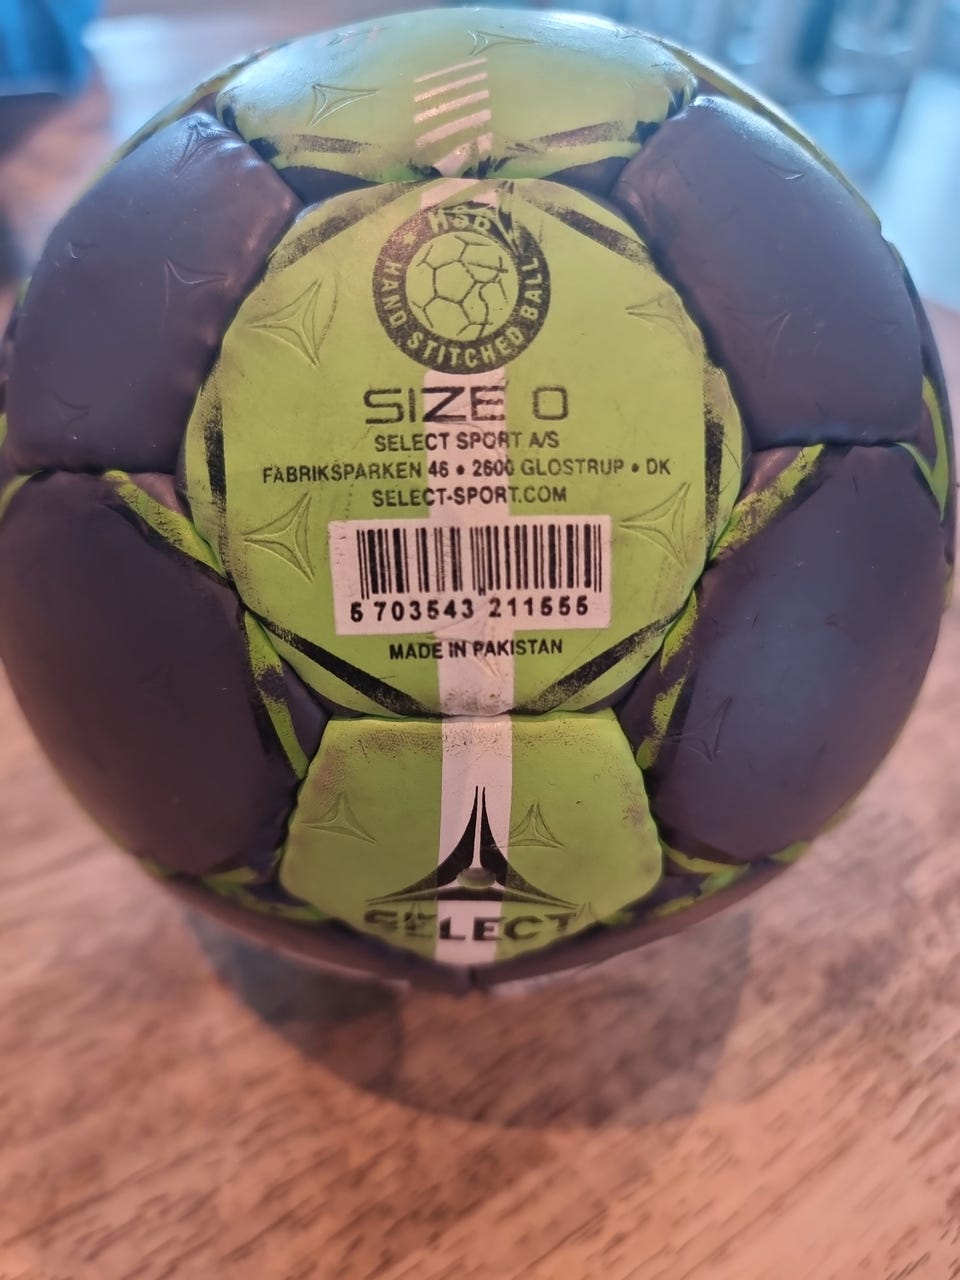 HSB
HAND STITCHED BALL
SIZE 0
SELECT SPORT A/S
FABRIKSPARKEN 46 • 2600 GLOSTRUP • DK
SELECT-SPORT.COM
5 703543 211555
MADE IN PAKISTAN
SELECT